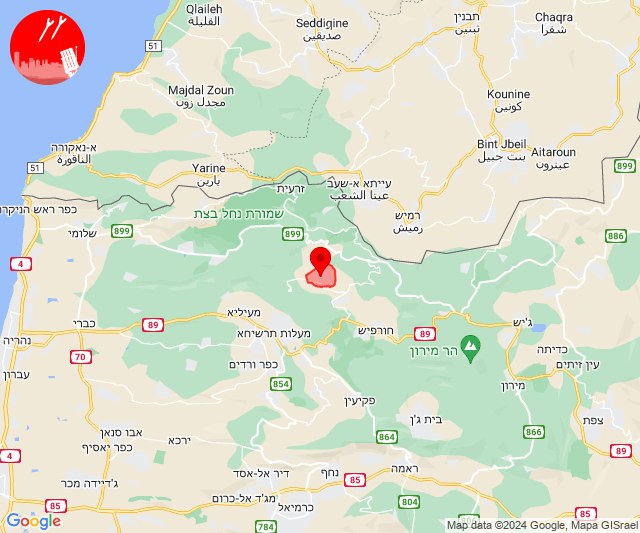 Qlaileh
القليلة
Seddiqine
صديقين
תבנין
تبنين
Chaqra
شقرا
51
Majdal Zoun
مجدل زون
Kounine
كونين
א-נאקורה
الناقورة
Bint Jbeil
بنت جبيل
Aitaroun
عيترون
51
Yarine
يارين
899
עייתא א-שעב
عيتا الشعب
זרעית
רמיש
رميش
כפר ראש הניקרה
שמורת נחל בצת
שלומי
899
899
886
4
מעיליא
כברי
89
מעלות תרשיחא
חורפיש
89
ג'יש
נהריה
70
הר מירון
כדיתה
כפר ורדים
עין זיתים
עברון
854
מירון
פקיעין
אבו סנאן
בית ג'ן
צפת
ירכא
864
866
כפר יאסיף
89
4
דיר אל-אסד
נחף
ראמה
ג'דיידה מכר
85
85
מג'ד אל-כרום
כרמיאל
804
85
784
804
85
Google
Map data ©2024 Google, Mapa GISrael